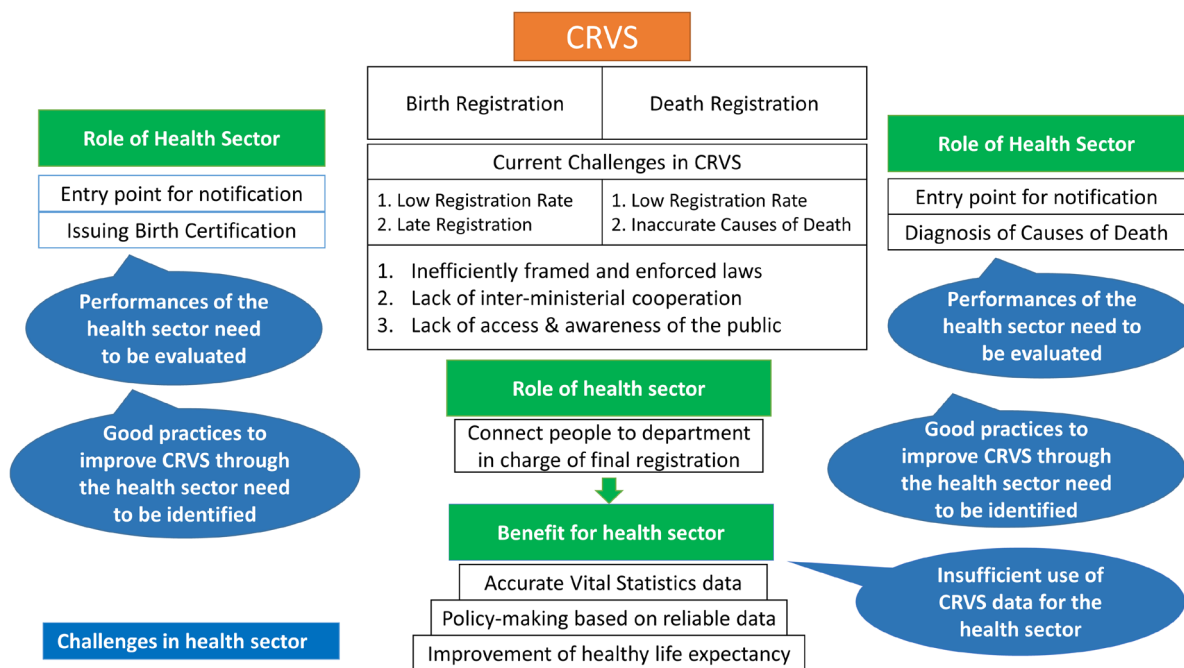 CRVS
Birth Registration
Death Registration
Role of Health Sector
Entry point for notification
Issuing Birth Certification
Performances of the
health sector need
to be evaluated
Good practices to
improve CRVS through
the health sector need
to be identified
Current Challenges in CRVS
1. Low Registration Rate
2. Late Registration
1. Low Registration Rate
2. Inaccurate Causes of Death
1. Inefficiently framed and enforced laws
2. Lack of inter-ministerial cooperation
3. Lack of access & awareness of the public
Role of health sector
Connect people to department
in charge of final registration
Benefit for health sector
Accurate Vital Statistics data
Policy-making based on reliable data
Improvement of healthy life expectancy
Role of Health Sector
Entry point for notification
Diagnosis of Causes of Death
Performances of the
health sector need to
be evaluated
Good practices to
improve CRVS through
the health sector need
to be identified
Insufficient use of
CRVS data for the
health sector
Challenges in health sector